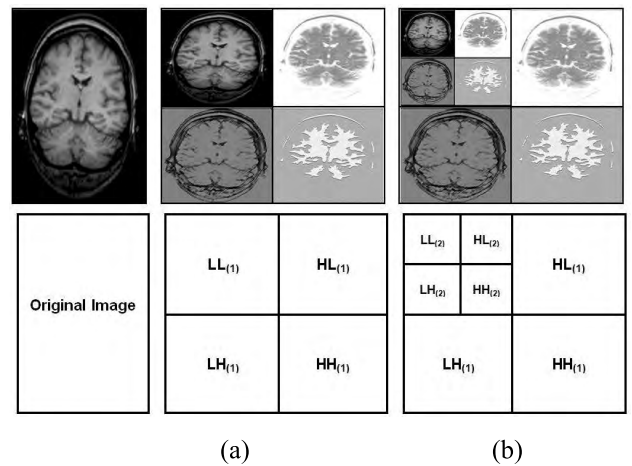 Original Image
LL(1) HL(1)
LH(1) HH(1)
LL(2) HL(2)
LH(2) HH(2)
HL(1)
LH(1) HH(1)
(a) (b)